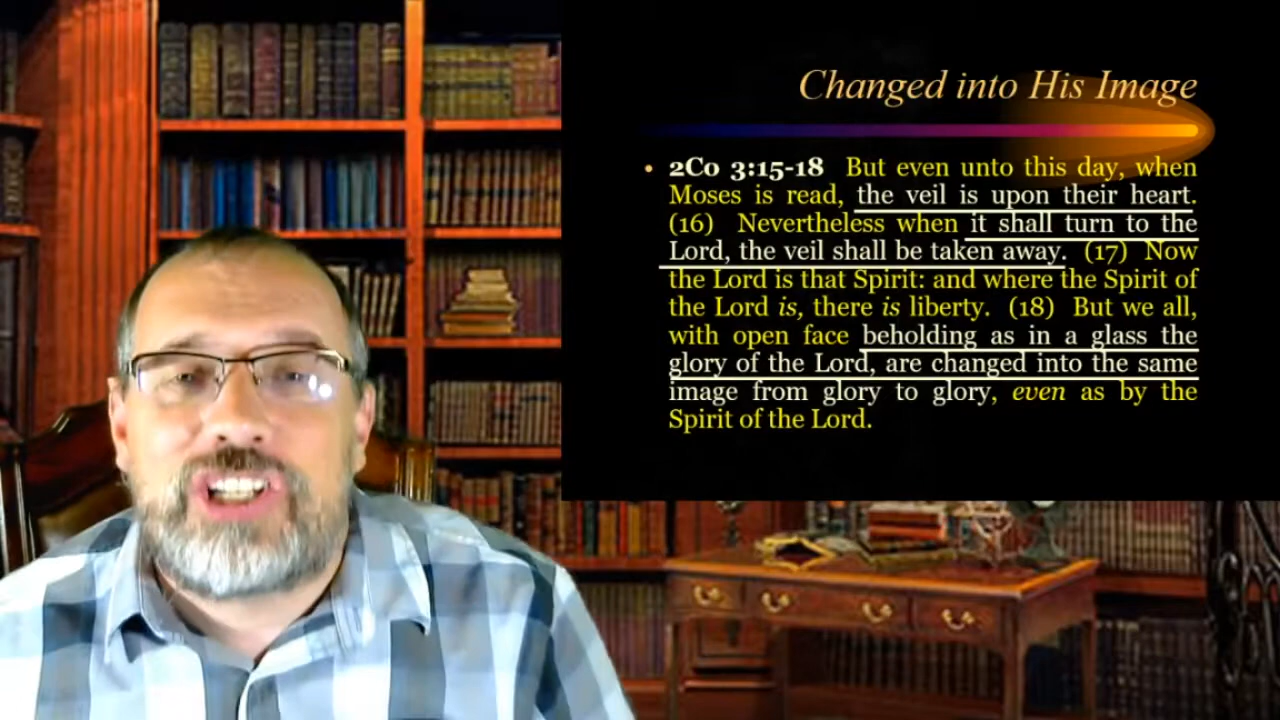 Changed into His Image
• 2Co 3:15-18 But even unto this day, when
Moses is read, the veil is upon their heart.
(16) Nevertheless when it shall turn to the
Lord, the veil shall be taken away. (17) Now
the Lord is that Spirit: and where the Spirit of
the Lord is, there is liberty. (18) But we all,
with open face beholding as in a glass the
glory of the Lord, are changed into the same
image from glory to glory, even as by the
Spirit of the Lord.